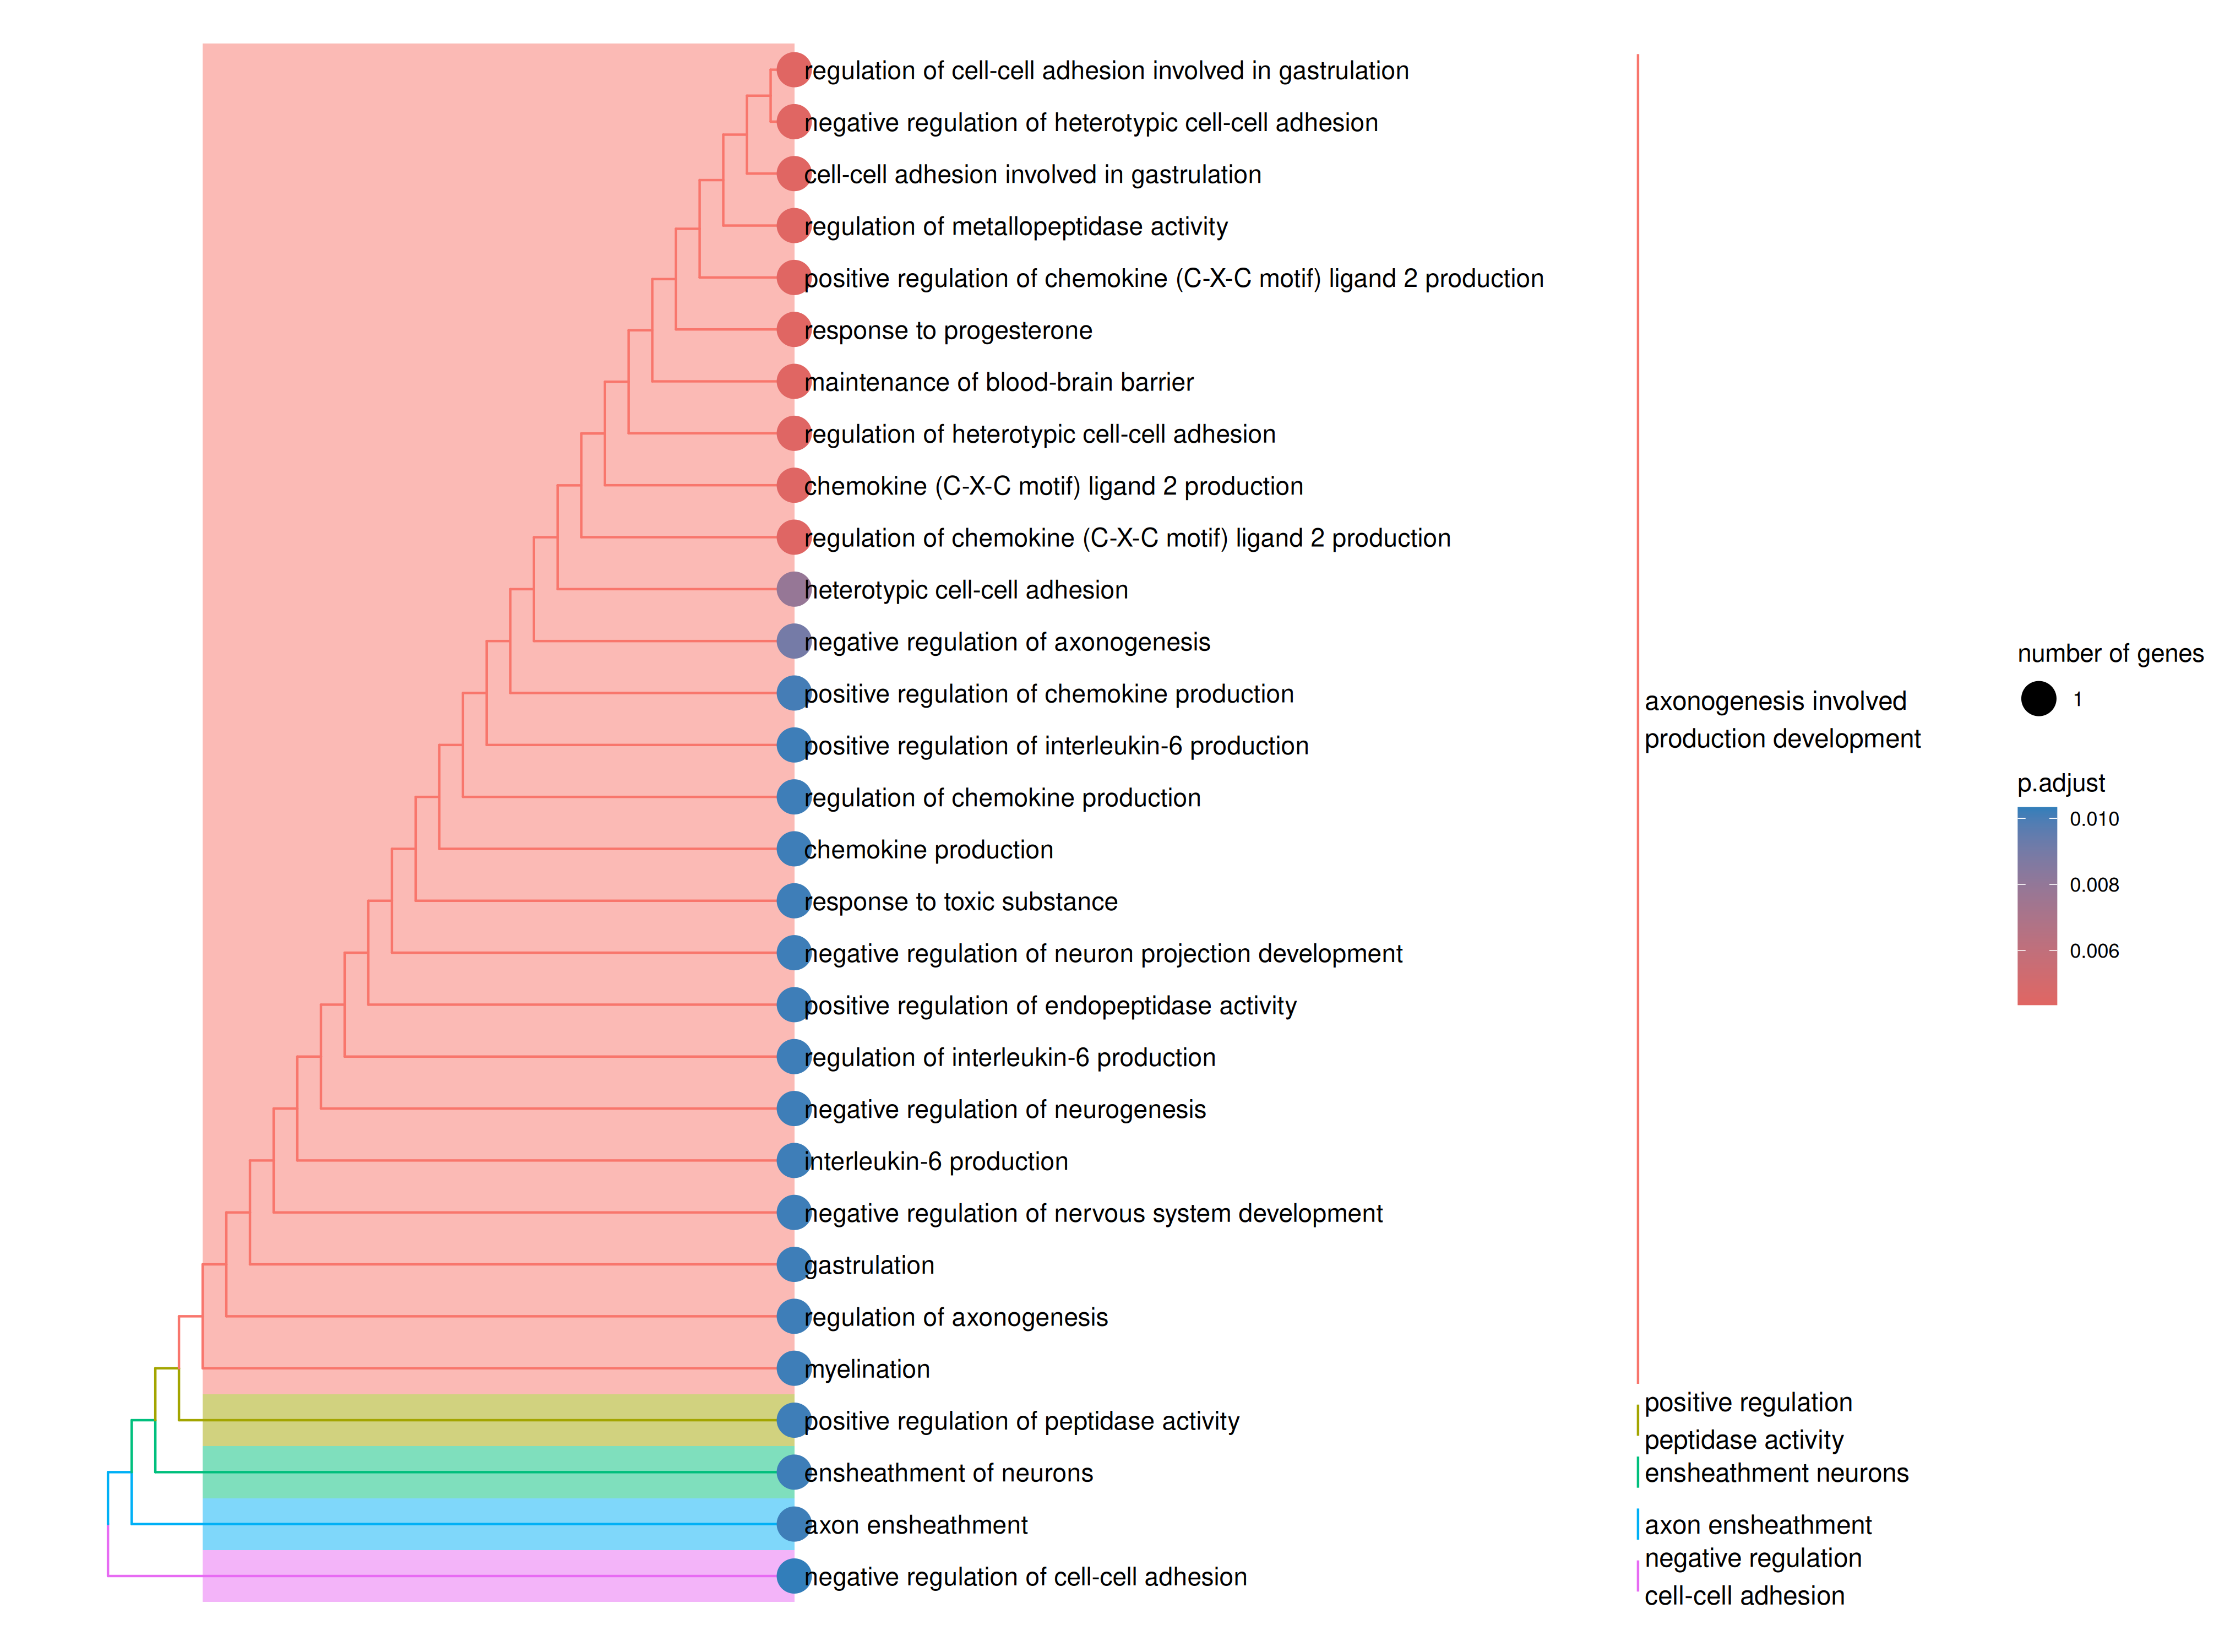 regulation of cell-cell adhesion involved in gastrulation
negative regulation of heterotypic cell-cell adhesion
cell-cell adhesion involved in gastrulation
regulation of metallopeptidase activity
positive regulation of chemokine (C-X-C motif) ligand 2 production
response to progesterone
maintenance of blood-brain barrier
regulation of heterotypic cell-cell adhesion
chemokine (C-X-C motif) ligand 2 production
regulation of chemokine (C-X-C motif) ligand 2 production
heterotypic cell-cell adhesion
negative regulation of axonogenesis
positive regulation of chemokine production
positive regulation of interleukin-6 production
regulation of chemokine production
chemokine production
response to toxic substance
negative regulation of neuron projection development
positive regulation of endopeptidase activity
regulation of interleukin-6 production
negative regulation of neurogenesis
interleukin-6 production
negative regulation of nervous system development
gastrulation
regulation of axonogenesis
myelination
positive regulation of peptidase activity
ensheathment of neurons
axon ensheathment
negative regulation of cell-cell adhesion
axonogenesis involved
production development
positive regulation
peptidase activity
ensheathment neurons
axon ensheathment
negative regulation
cell-cell adhesion
number of genes
1
p.adjust
0.010
0.008
0.006